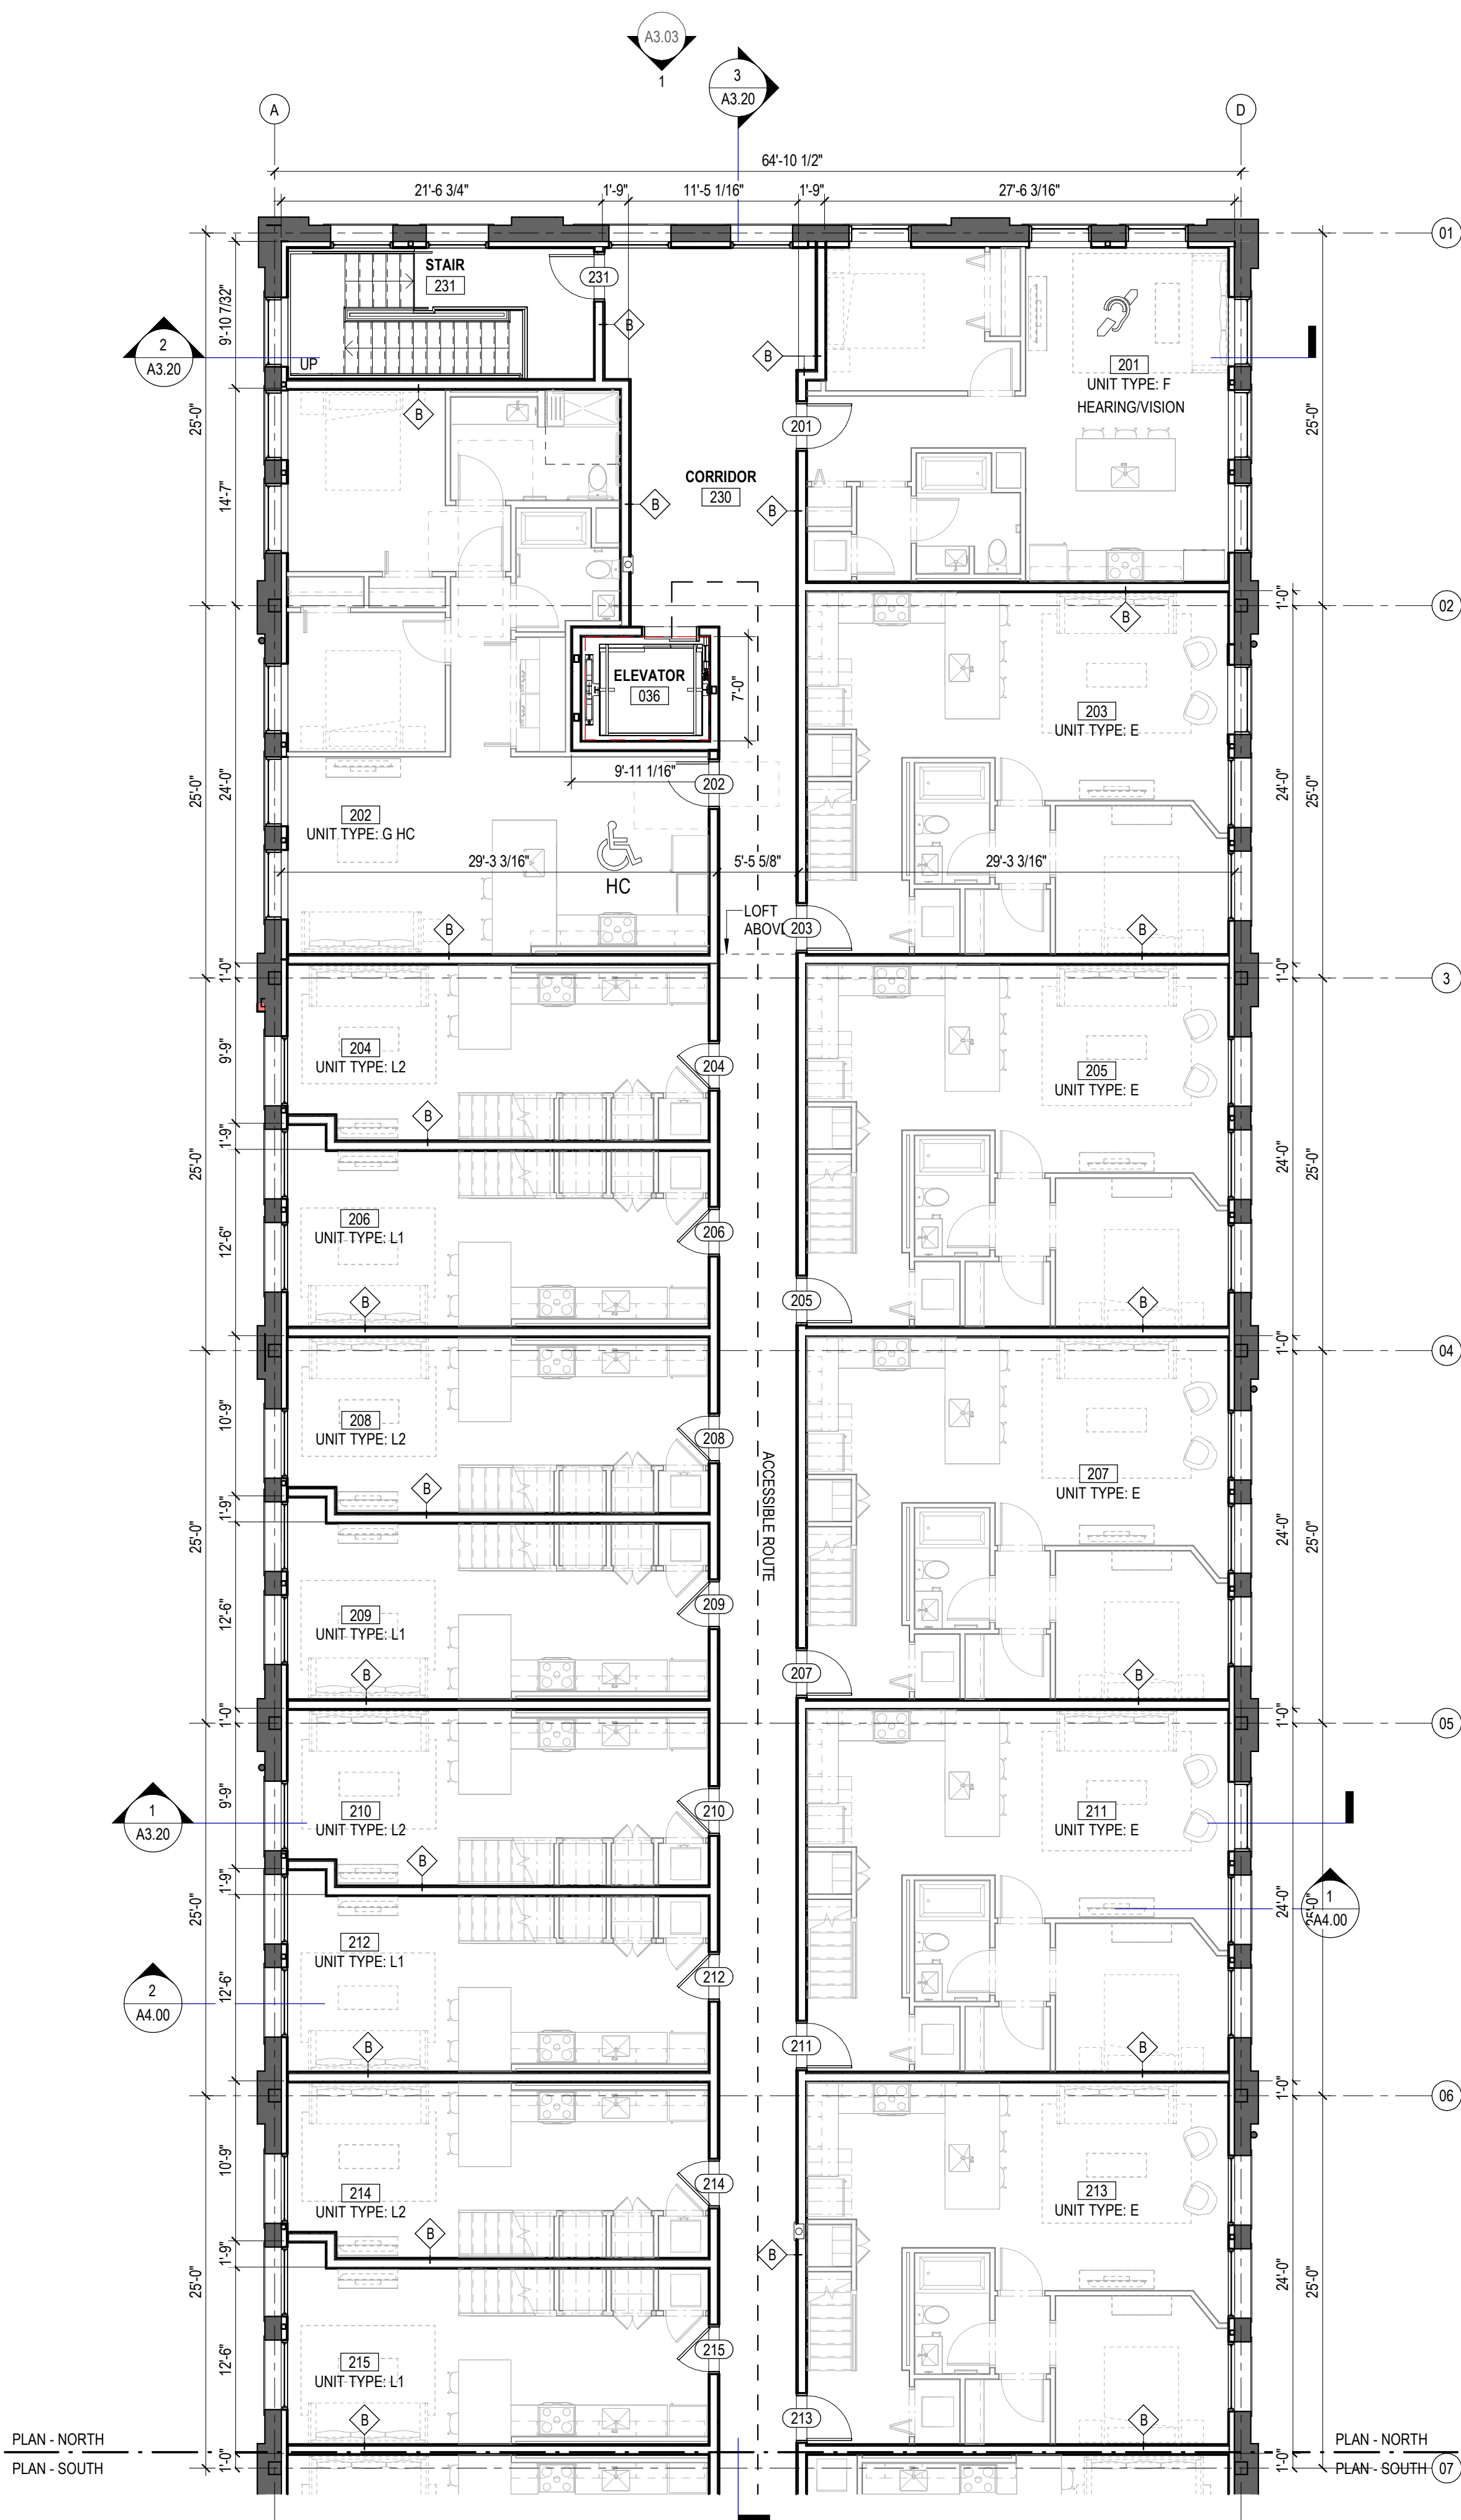 A3.03
1
3
A3.20
A
D
64'-10 1/2"
21'-6 3/4"
1'-9"
11'-5 1/16"
1'-9"
27'-6 3/16"
01
STAIR
231
231
9'-10 7/32"
B
2
A3.20
UP
B
201
UNIT TYPE: F
HEARING/VISION
B
201
25'-0"
25'-0"
CORRIDOR
230
14'-7"
B
B
1'-0"
02
B
ELEVATOR
036
7'-0"
203
UNIT TYPE: E
9'-11 1/16"
202
25'-0"
24'-0"
24'-0"
25'-0"
202
UNIT TYPE: G HC
HC
29'-3 3/16"
5'-5 5/8"
29'-3 3/16"
LOFT
ABOVE
203
B
B
1'-0"
1'-0"
3
204
UNIT TYPE: L2
204
9'-9"
205
UNIT TYPE: E
B
1'-9"
25'-0"
24'-0"
25'-0"
206
UNIT TYPE: L1
206
12'-6"
B
205
B
1'-0"
04
208
UNIT TYPE: L2
208
10'-9"
207
UNIT TYPE: E
B
1'-9"
ACCESSIBLE ROUTE
25'-0"
24'-0"
25'-0"
209
UNIT TYPE: L1
209
12'-6"
B
207
B
1'-0"
1'-0"
05
210
UNIT TYPE: L2
210
9'-9"
1
A3.20
211
UNIT TYPE: E
B
1'-9"
25'-0"
24'-0"
25'-0"
1
A4.00
212
UNIT TYPE: L1
212
12'-6"
2
A4.00
B
211
B
1'-0"
06
214
UNIT TYPE: L2
214
10'-9"
213
UNIT TYPE: E
B
B
1'-9"
25'-0"
24'-0"
25'-0"
215
UNIT TYPE: L1
215
12'-6"
B
213
B
PLAN - NORTH
PLAN - NORTH
PLAN - SOUTH
1'-0"
1'-0"
PLAN - SOUTH
07